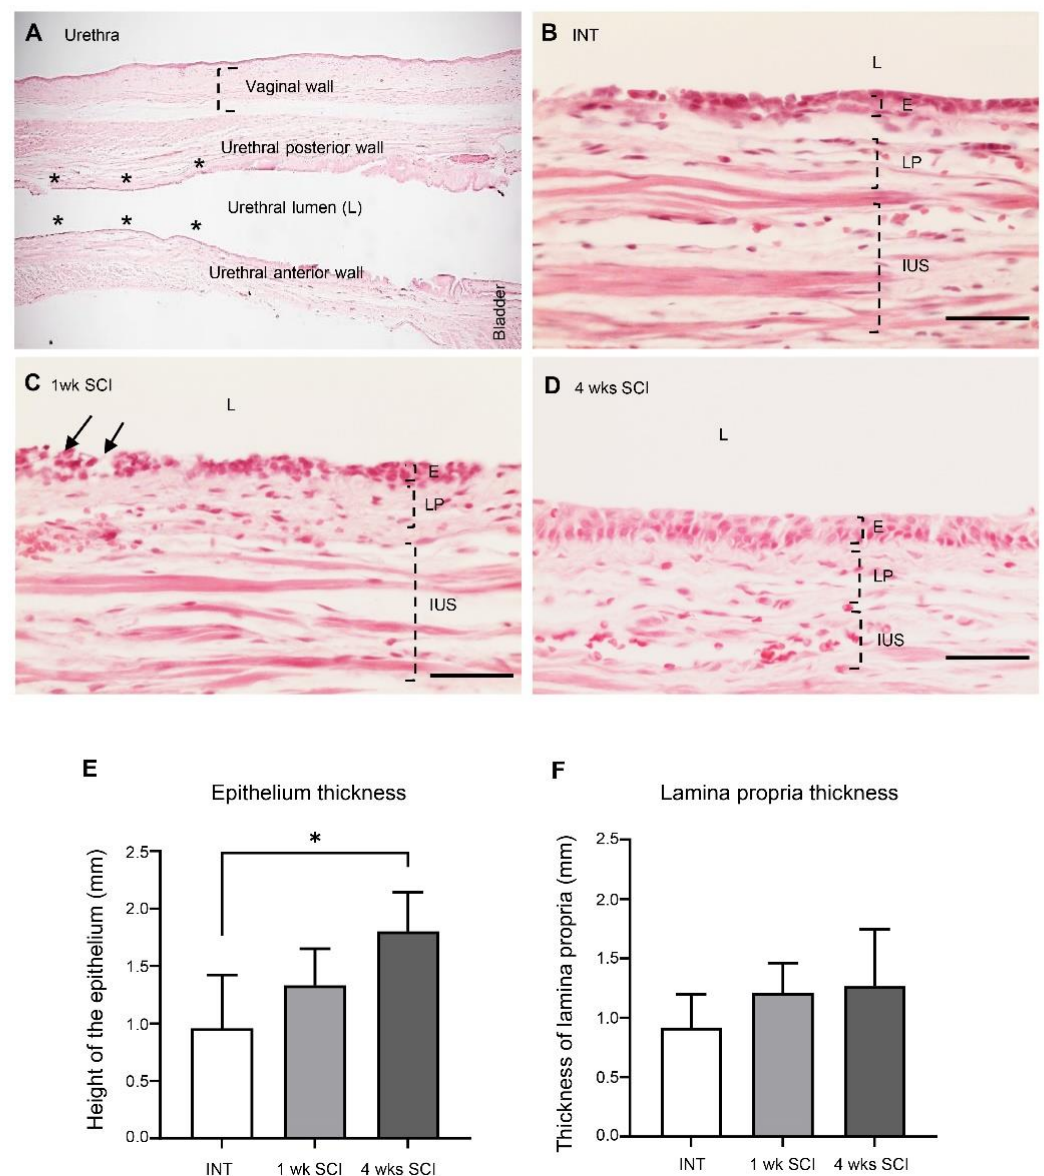 A Urethra
Vaginal wall
Urethral posterior wall
*
* *
Urethral lumen (L)
* * *
Urethral anterior wall
Bladder
B INT
L
E
LP
IUS
C 1wk SCI
L
E
LP
IUS
D 4 wks SCI
L
E
LP
IUS
E
Epithelium thickness
*
Height of the epithelium (mm)
2.5
2.0
1.5
1.0
0.5
0.0
INT 1 wk SCI 4 wks SCI
F
Lamina propria thickness
Thickness of lamina propria (mm)
2.5
2.0
1.5
1.0
0.5
0.0
INT 1 wk SCI 4 wks SCI